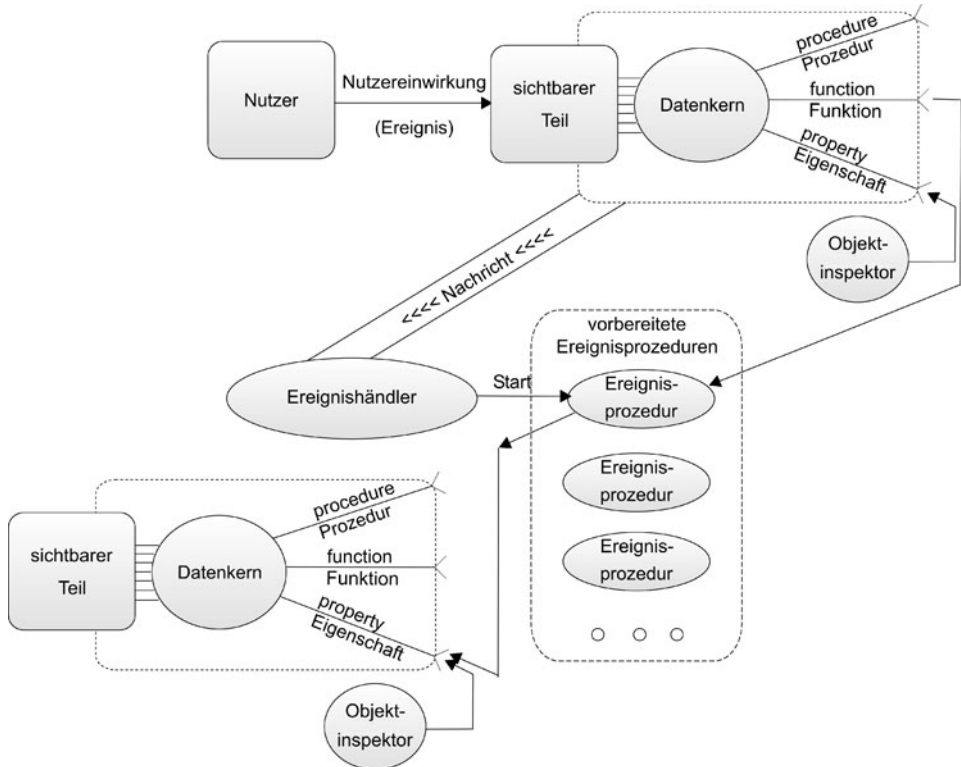 Nutzer
Nutzereinwirkung
(Ereignis)
sichtbarer
Teil
Datenkern
procedure
Prozedur
function
Funktion
property
Eigenschaft
Objekt-
inspektor
<<<< Nachricht <<<<
vorbereitete
Ereignisprozeduren
Ereignishändler
Start
Ereignis-
prozedur
Ereignis-
prozedur
Ereignis-
prozedur
sichtbarer
Teil
Datenkern
procedure
Prozedur
function
Funktion
property
Eigenschaft
Objekt-
inspektor